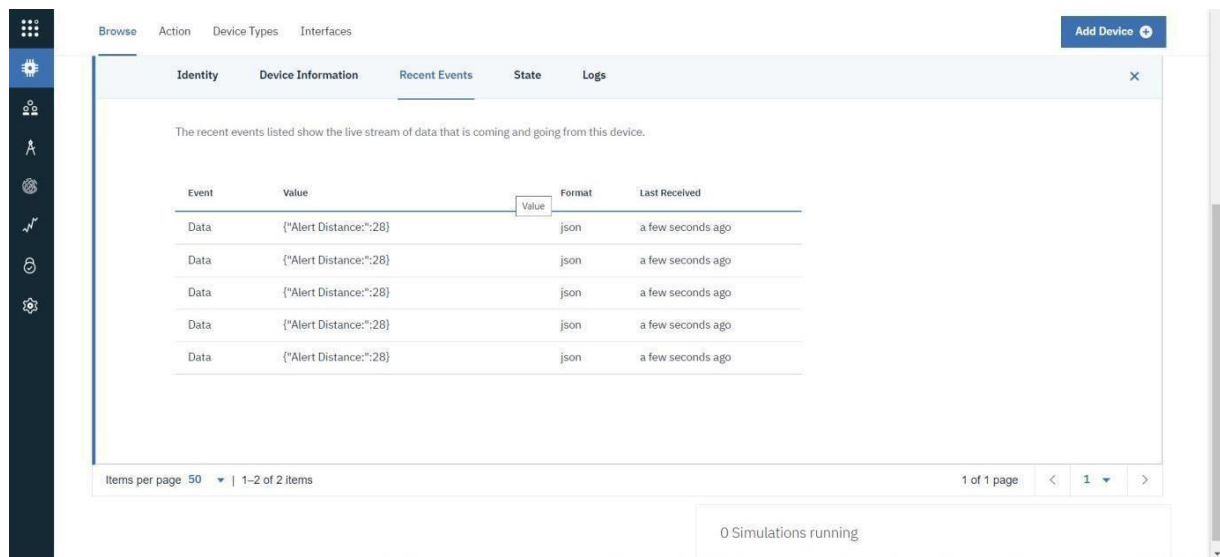 Browse Action Device Types Interfaces Add Device
Identity Device Information Recent Events State Logs
The recent events listed show the live stream of data that is coming and going from this device.
Event Value Format Last Received
Value
Data {"Alert Distance:":28} json a few seconds ago
Data {"Alert Distance:":28} json a few seconds ago
Data {"Alert Distance:":28} json a few seconds ago
Data {"Alert Distance:":28} json a few seconds ago
Data {"Alert Distance:":28} json a few seconds ago
Items per page 50 | 1–2 of 2 items 1 of 1 page < 1 >
0 Simulations running